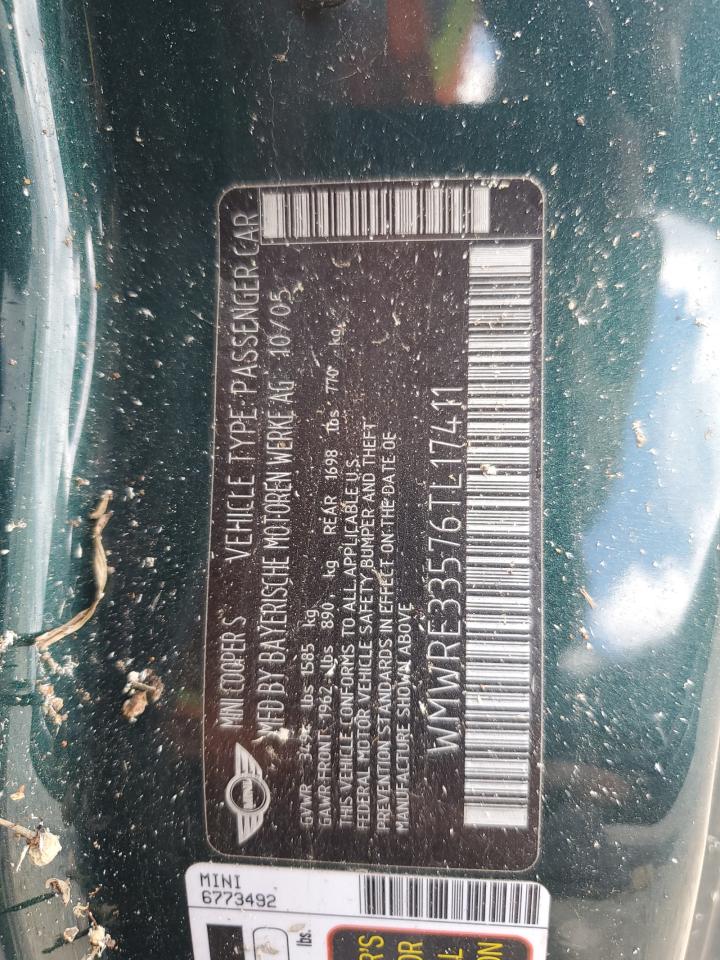 MINI COOPER S VEHICLE TYPE: PASSENGER CAR
MFD BY BAYERISCHE MOTOREN WERKE AG 10/05
GVWR lbs 1585 kg
GAWR-FRONT 1962 lbs 890 kg REAR 1698 lbs 770 kg
THIS VEHICLE CONFORMS TO ALL APPLICABLE U.S.
FEDERAL MOTOR VEHICLE SAFETY, BUMPER AND THEFT
PREVENTION STANDARDS IN EFFECT ON THE DATE OF
MANUFACTURE SHOWN ABOVE
WMWRE33576TL17411
MINI
6773492
lbs.